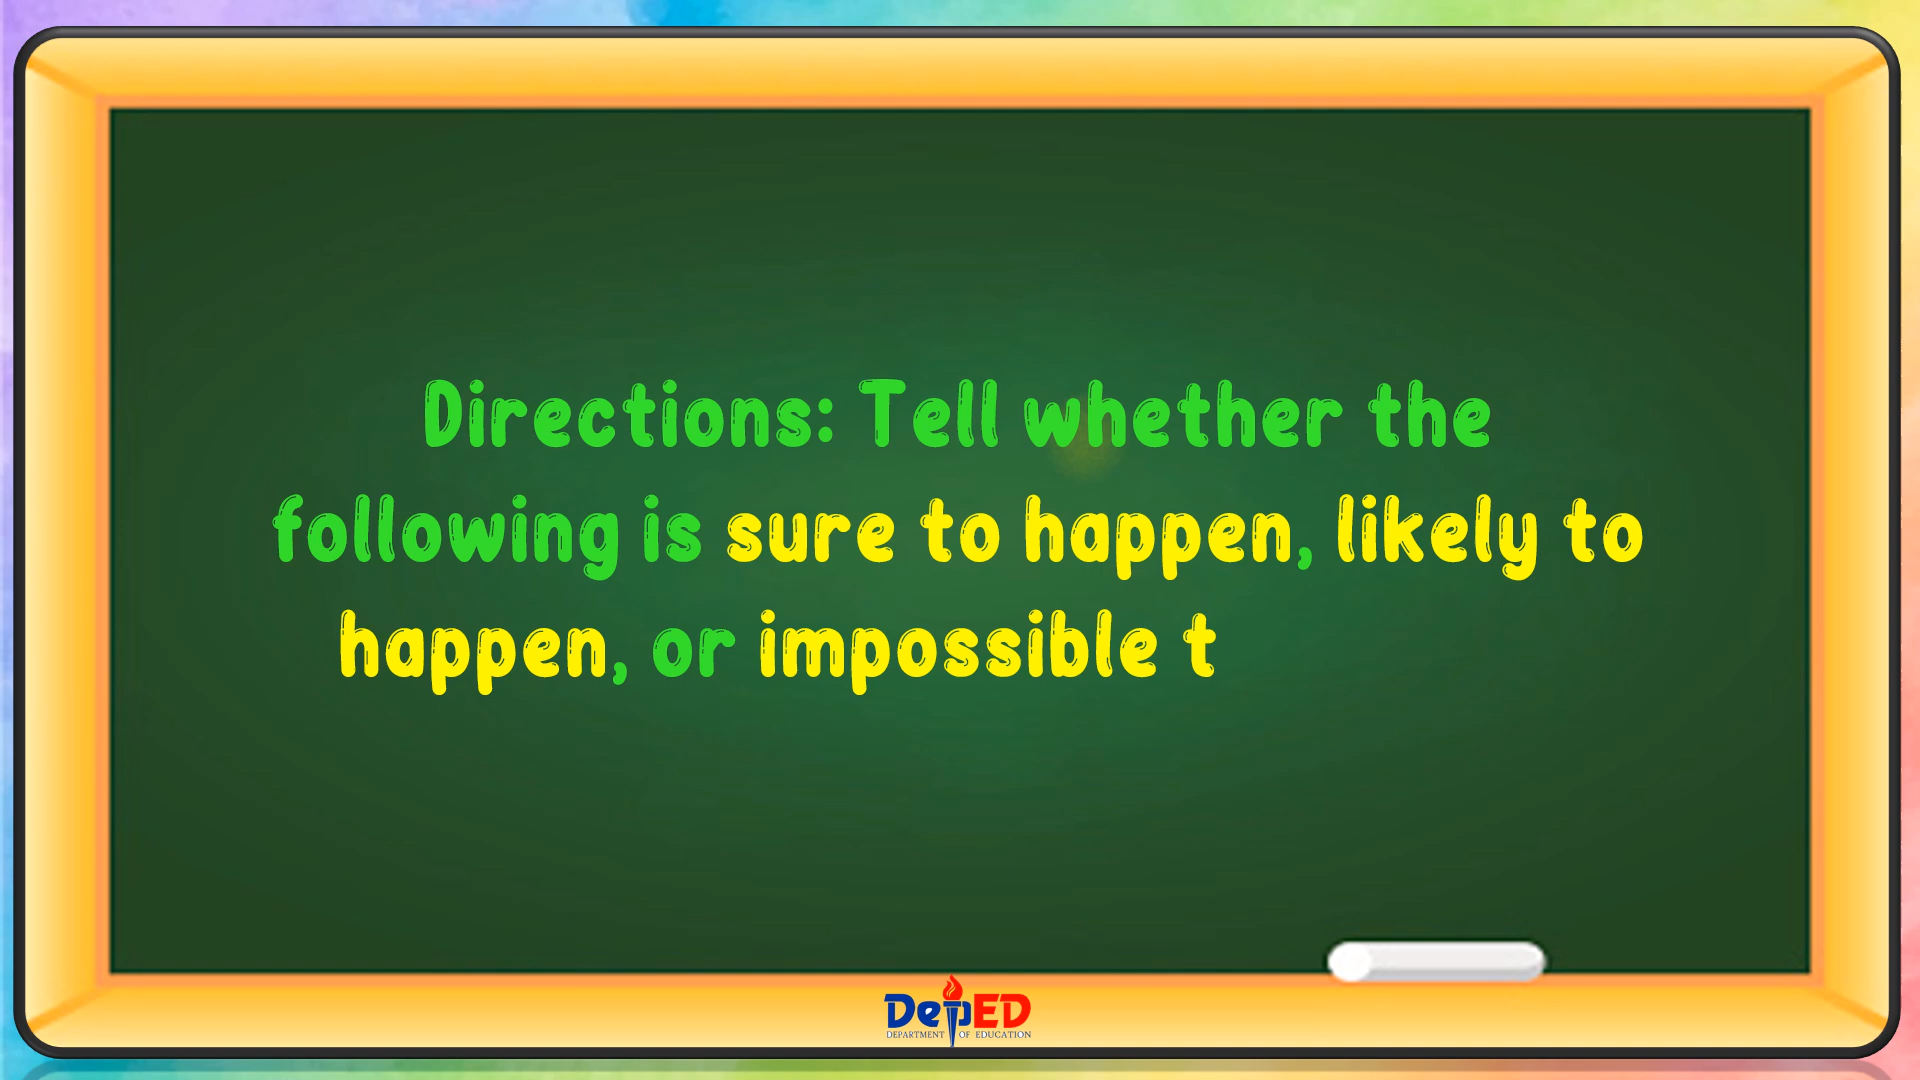 Directions: Tell whether the
following is sure to happen, likely to
happen, or impossible t
DepED
DEPARTMENT OF EDUCATION